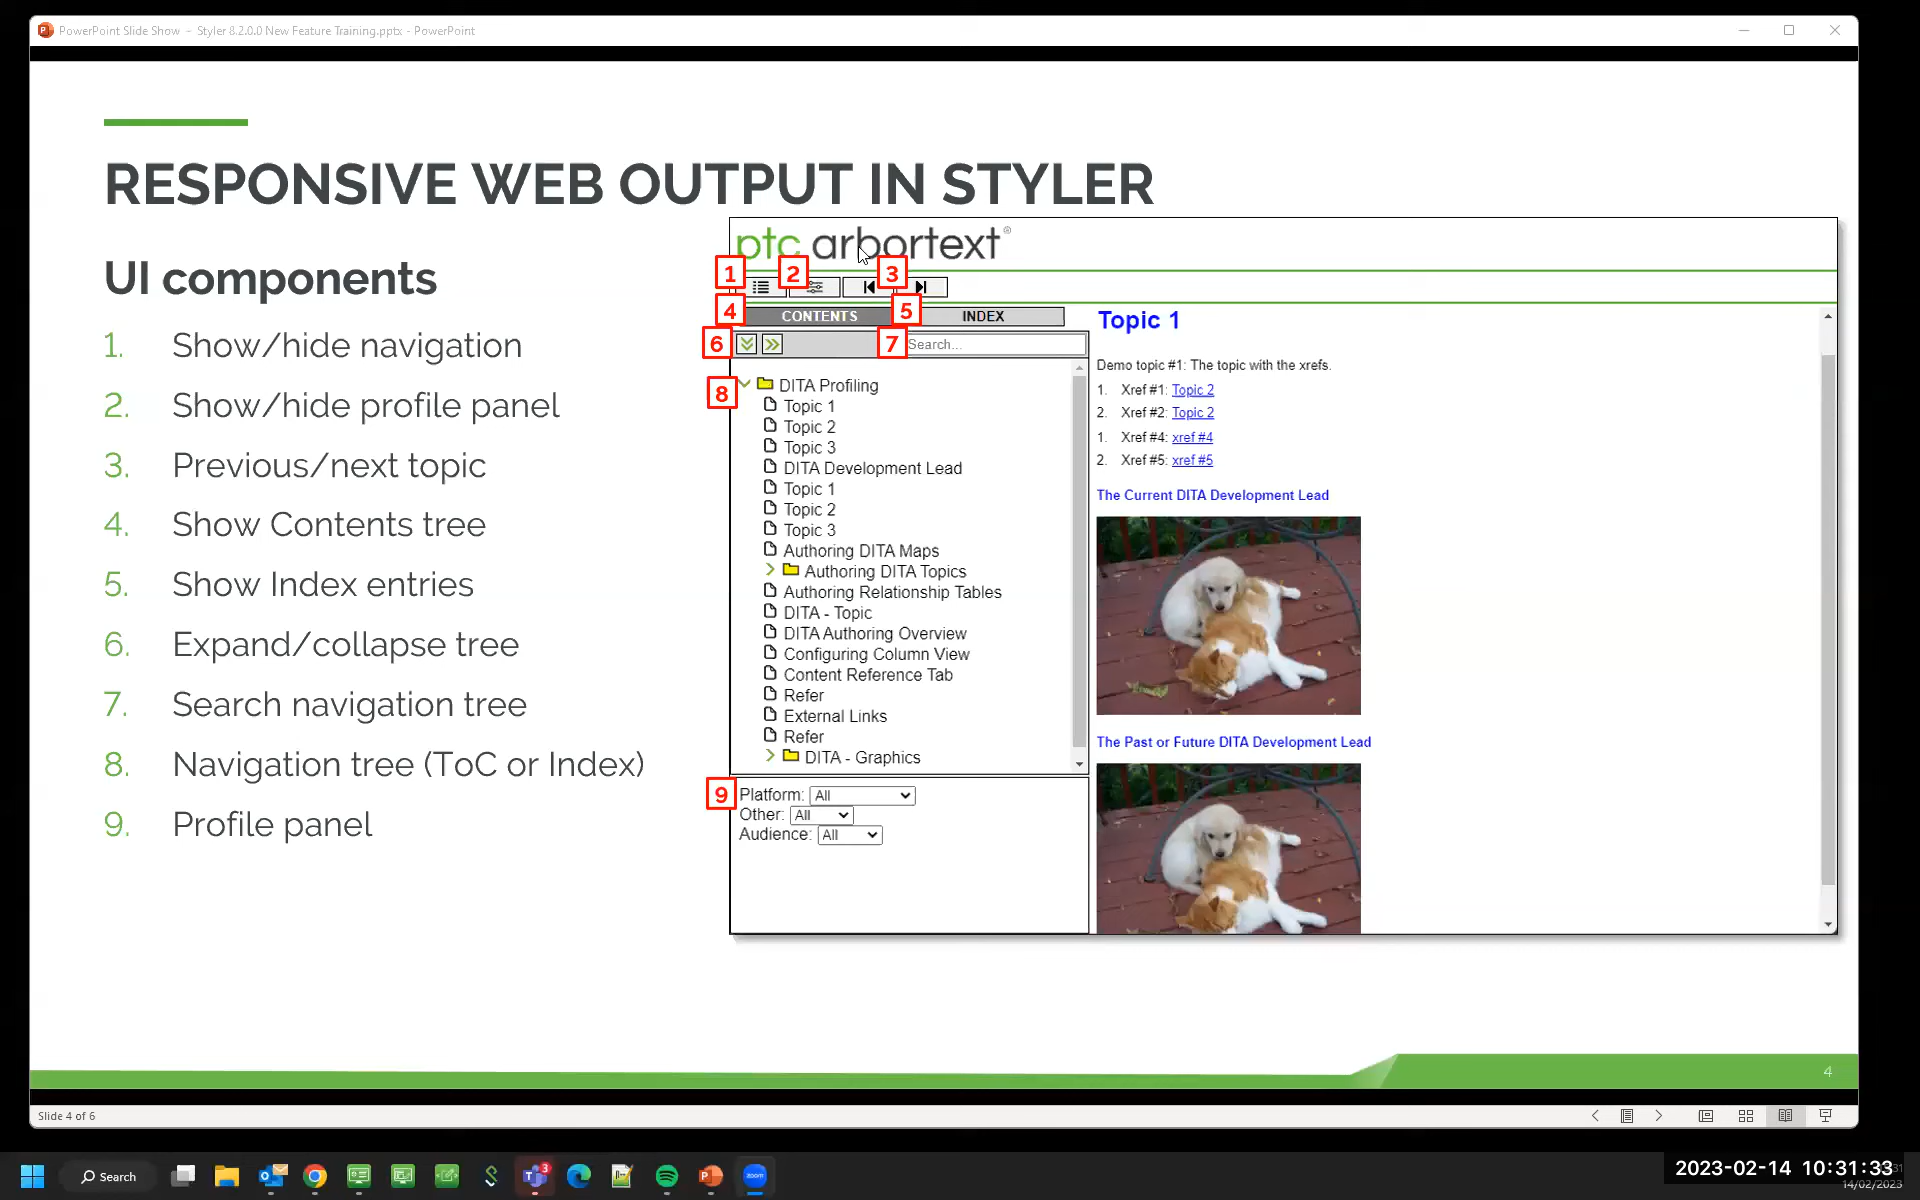 PowerPoint Slide Show - Styler 8.2.0.0 New Feature Training.pptx - PowerPoint
RESPONSIVE WEB OUTPUT IN STYLER
UI components
1. Show/hide navigation
2. Show/hide profile panel
3. Previous/next topic
4. Show Contents tree
5. Show Index entries
6. Expand/collapse tree
7. Search navigation tree
8. Navigation tree (ToC or Index)
9. Profile panel
ptc arbortext®
1 2 3
4 CONTENTS 5 INDEX
6 7 Search...
8 DITA Profiling
Topic 1
Topic 2
Topic 3
DITA Development Lead
Topic 1
Topic 2
Topic 3
Authoring DITA Maps
Authoring DITA Topics
Authoring Relationship Tables
DITA - Topic
DITA Authoring Overview
Configuring Column View
Content Reference Tab
Refer
External Links
Refer
DITA - Graphics
9 Platform: All
Other: All
Audience: All
Topic 1
Demo topic #1: The topic with the xrefs.
1. Xref #1: Topic 2
2. Xref #2: Topic 2
1. Xref #4: xref #4
2. Xref #5: xref #5
The Current DITA Development Lead
The Past or Future DITA Development Lead
4
Slide 4 of 6
Search
3
zoom
2023-02-14 10:31:33
14/02/2023